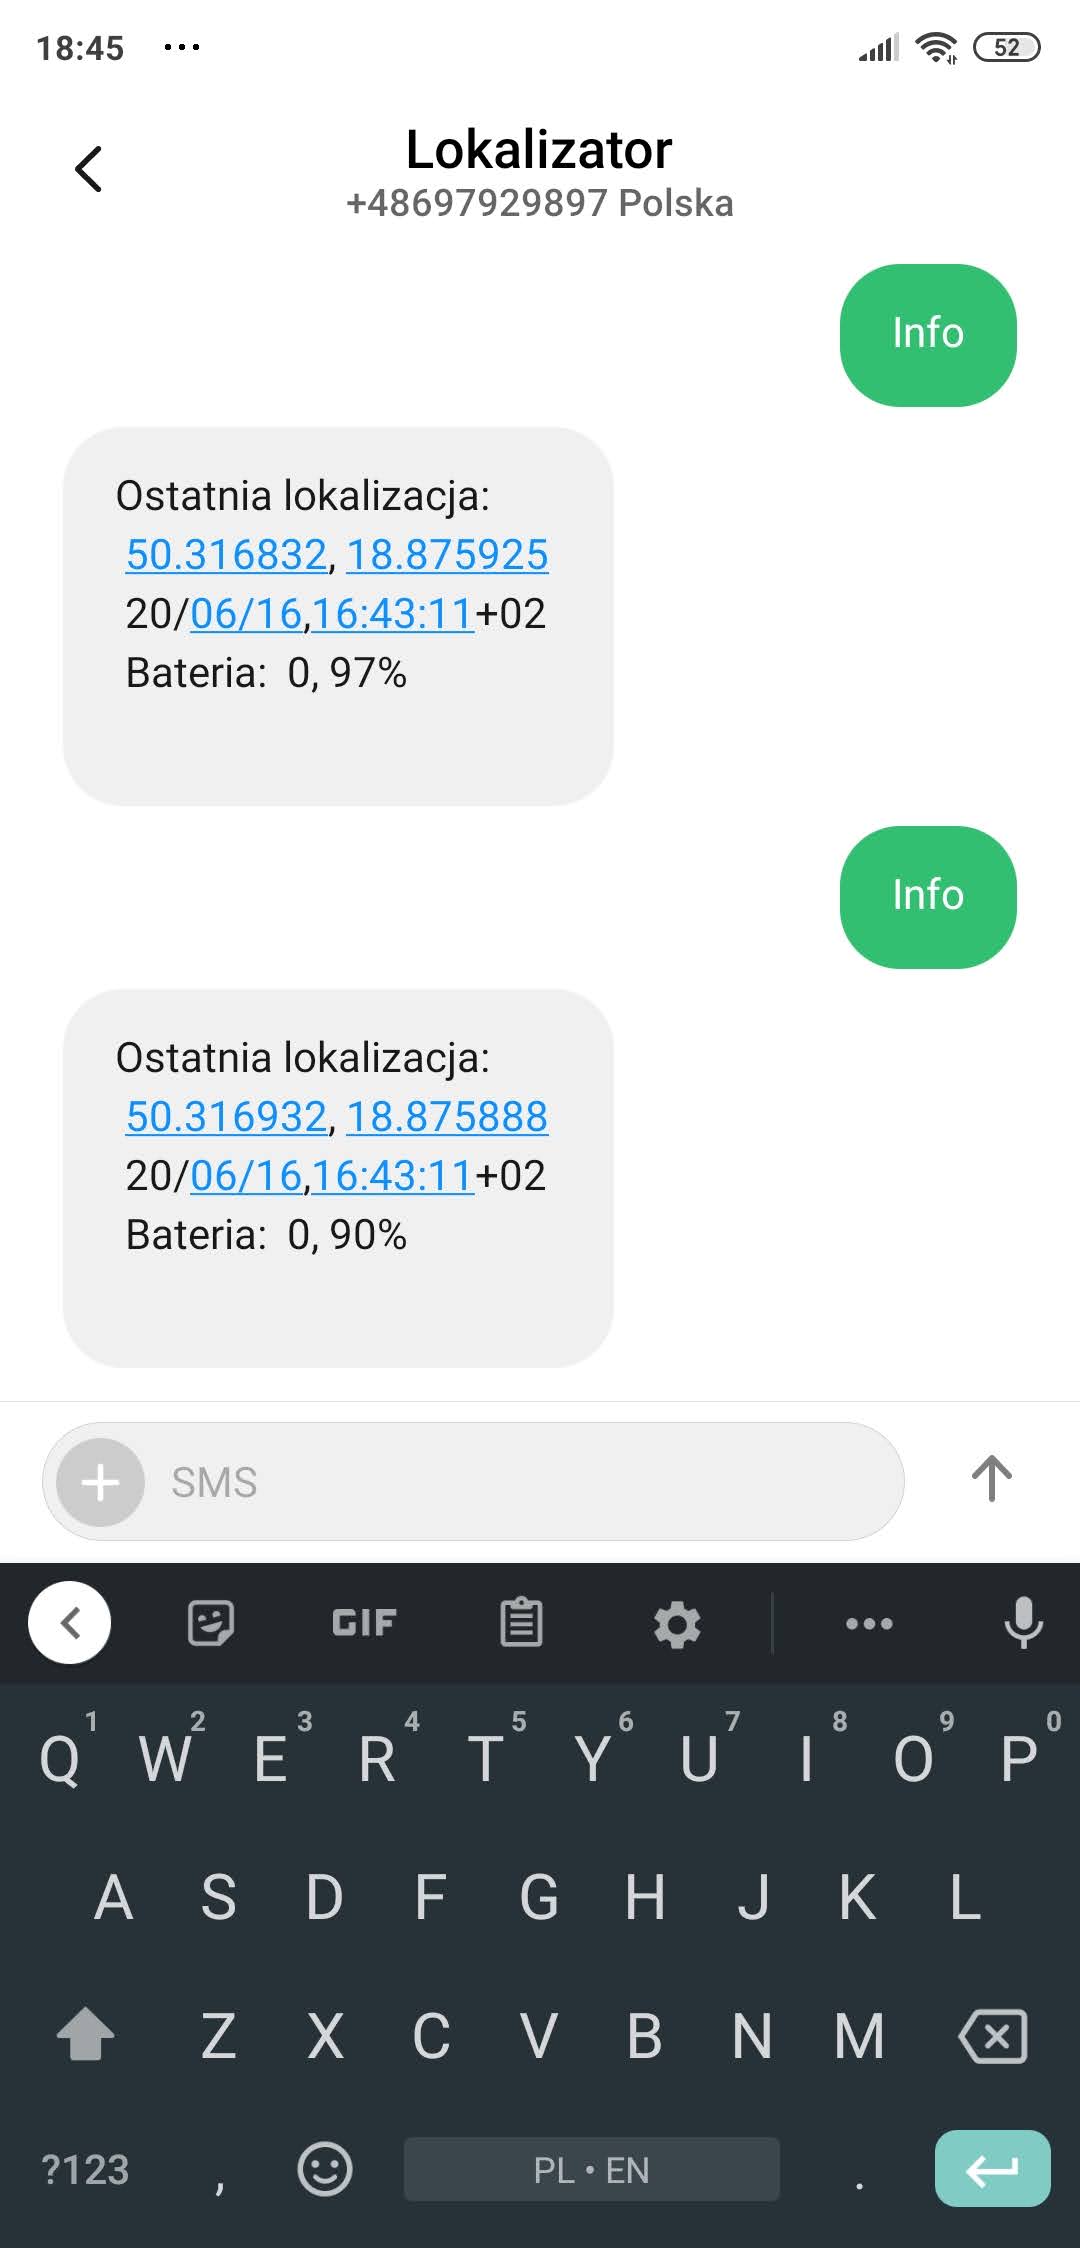 18:45 ...
52
Lokalizator
+48697929897 Polska
Info
Ostatnia lokalizacja:
50.316832, 18.875925
20/06/16,16:43:11+02
Bateria: 0, 97%
Info
Ostatnia lokalizacja:
50.316932, 18.875888
20/06/16,16:43:11+02
Bateria: 0, 90%
SMS
GIF
1 2 3 4 5 6 7 8 9 0
Q W E R T Y U I O P
A S D F G H J K L
Z X C V B N M
?123 , PL • EN .